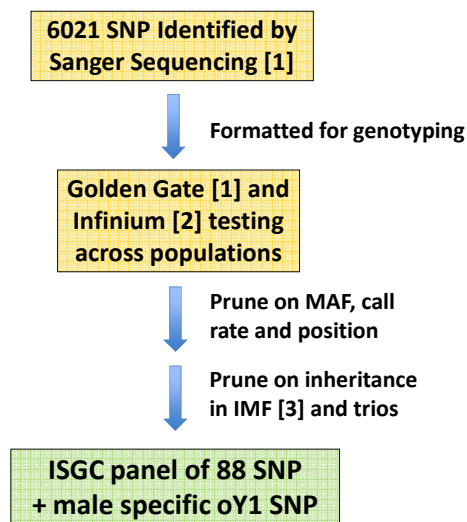 6021 SNP Identified by
Sanger Sequencing [1]
Formatted for genotyping
Golden Gate [1] and
Infinium [2] testing
across populations
Prune on MAF, call
rate and position
Prune on inheritance
in IMF [3] and trios
ISGC panel of 88 SNP
+ male specific oY1 SNP